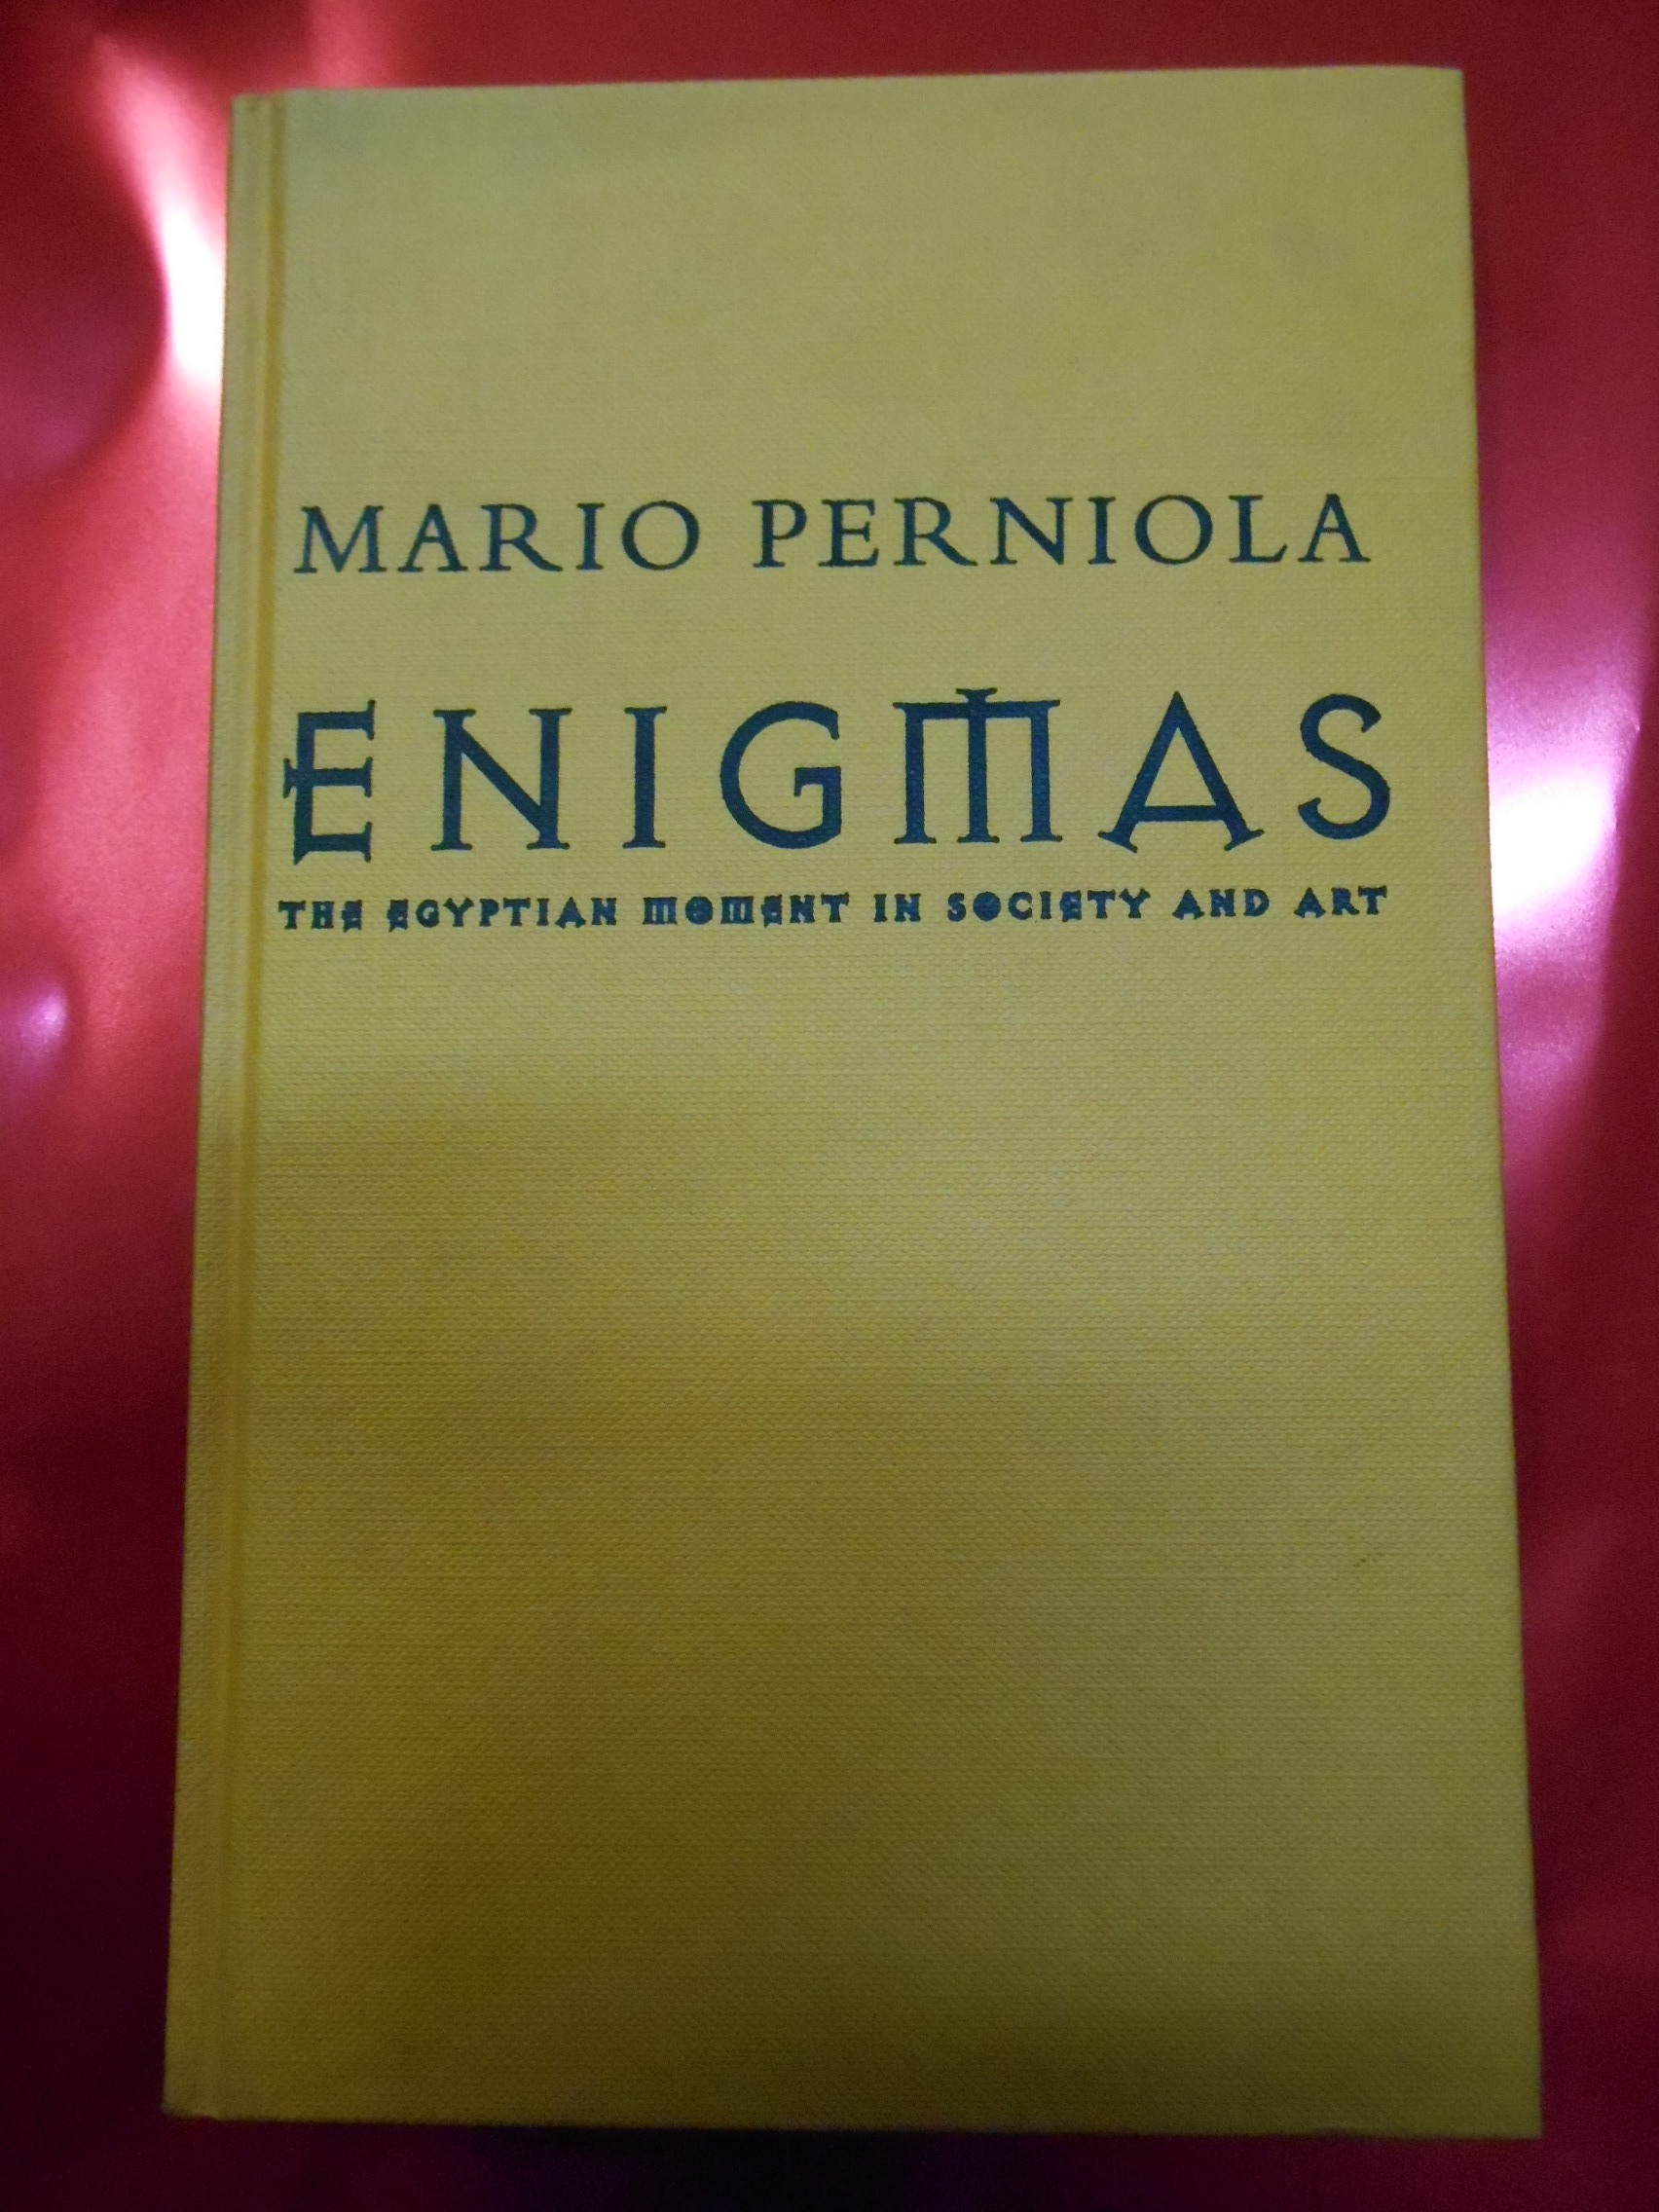 MARIO PERNIOLA
ENIGMAS
THE EGYPTIAN MOMENT IN SOCIETY AND ART